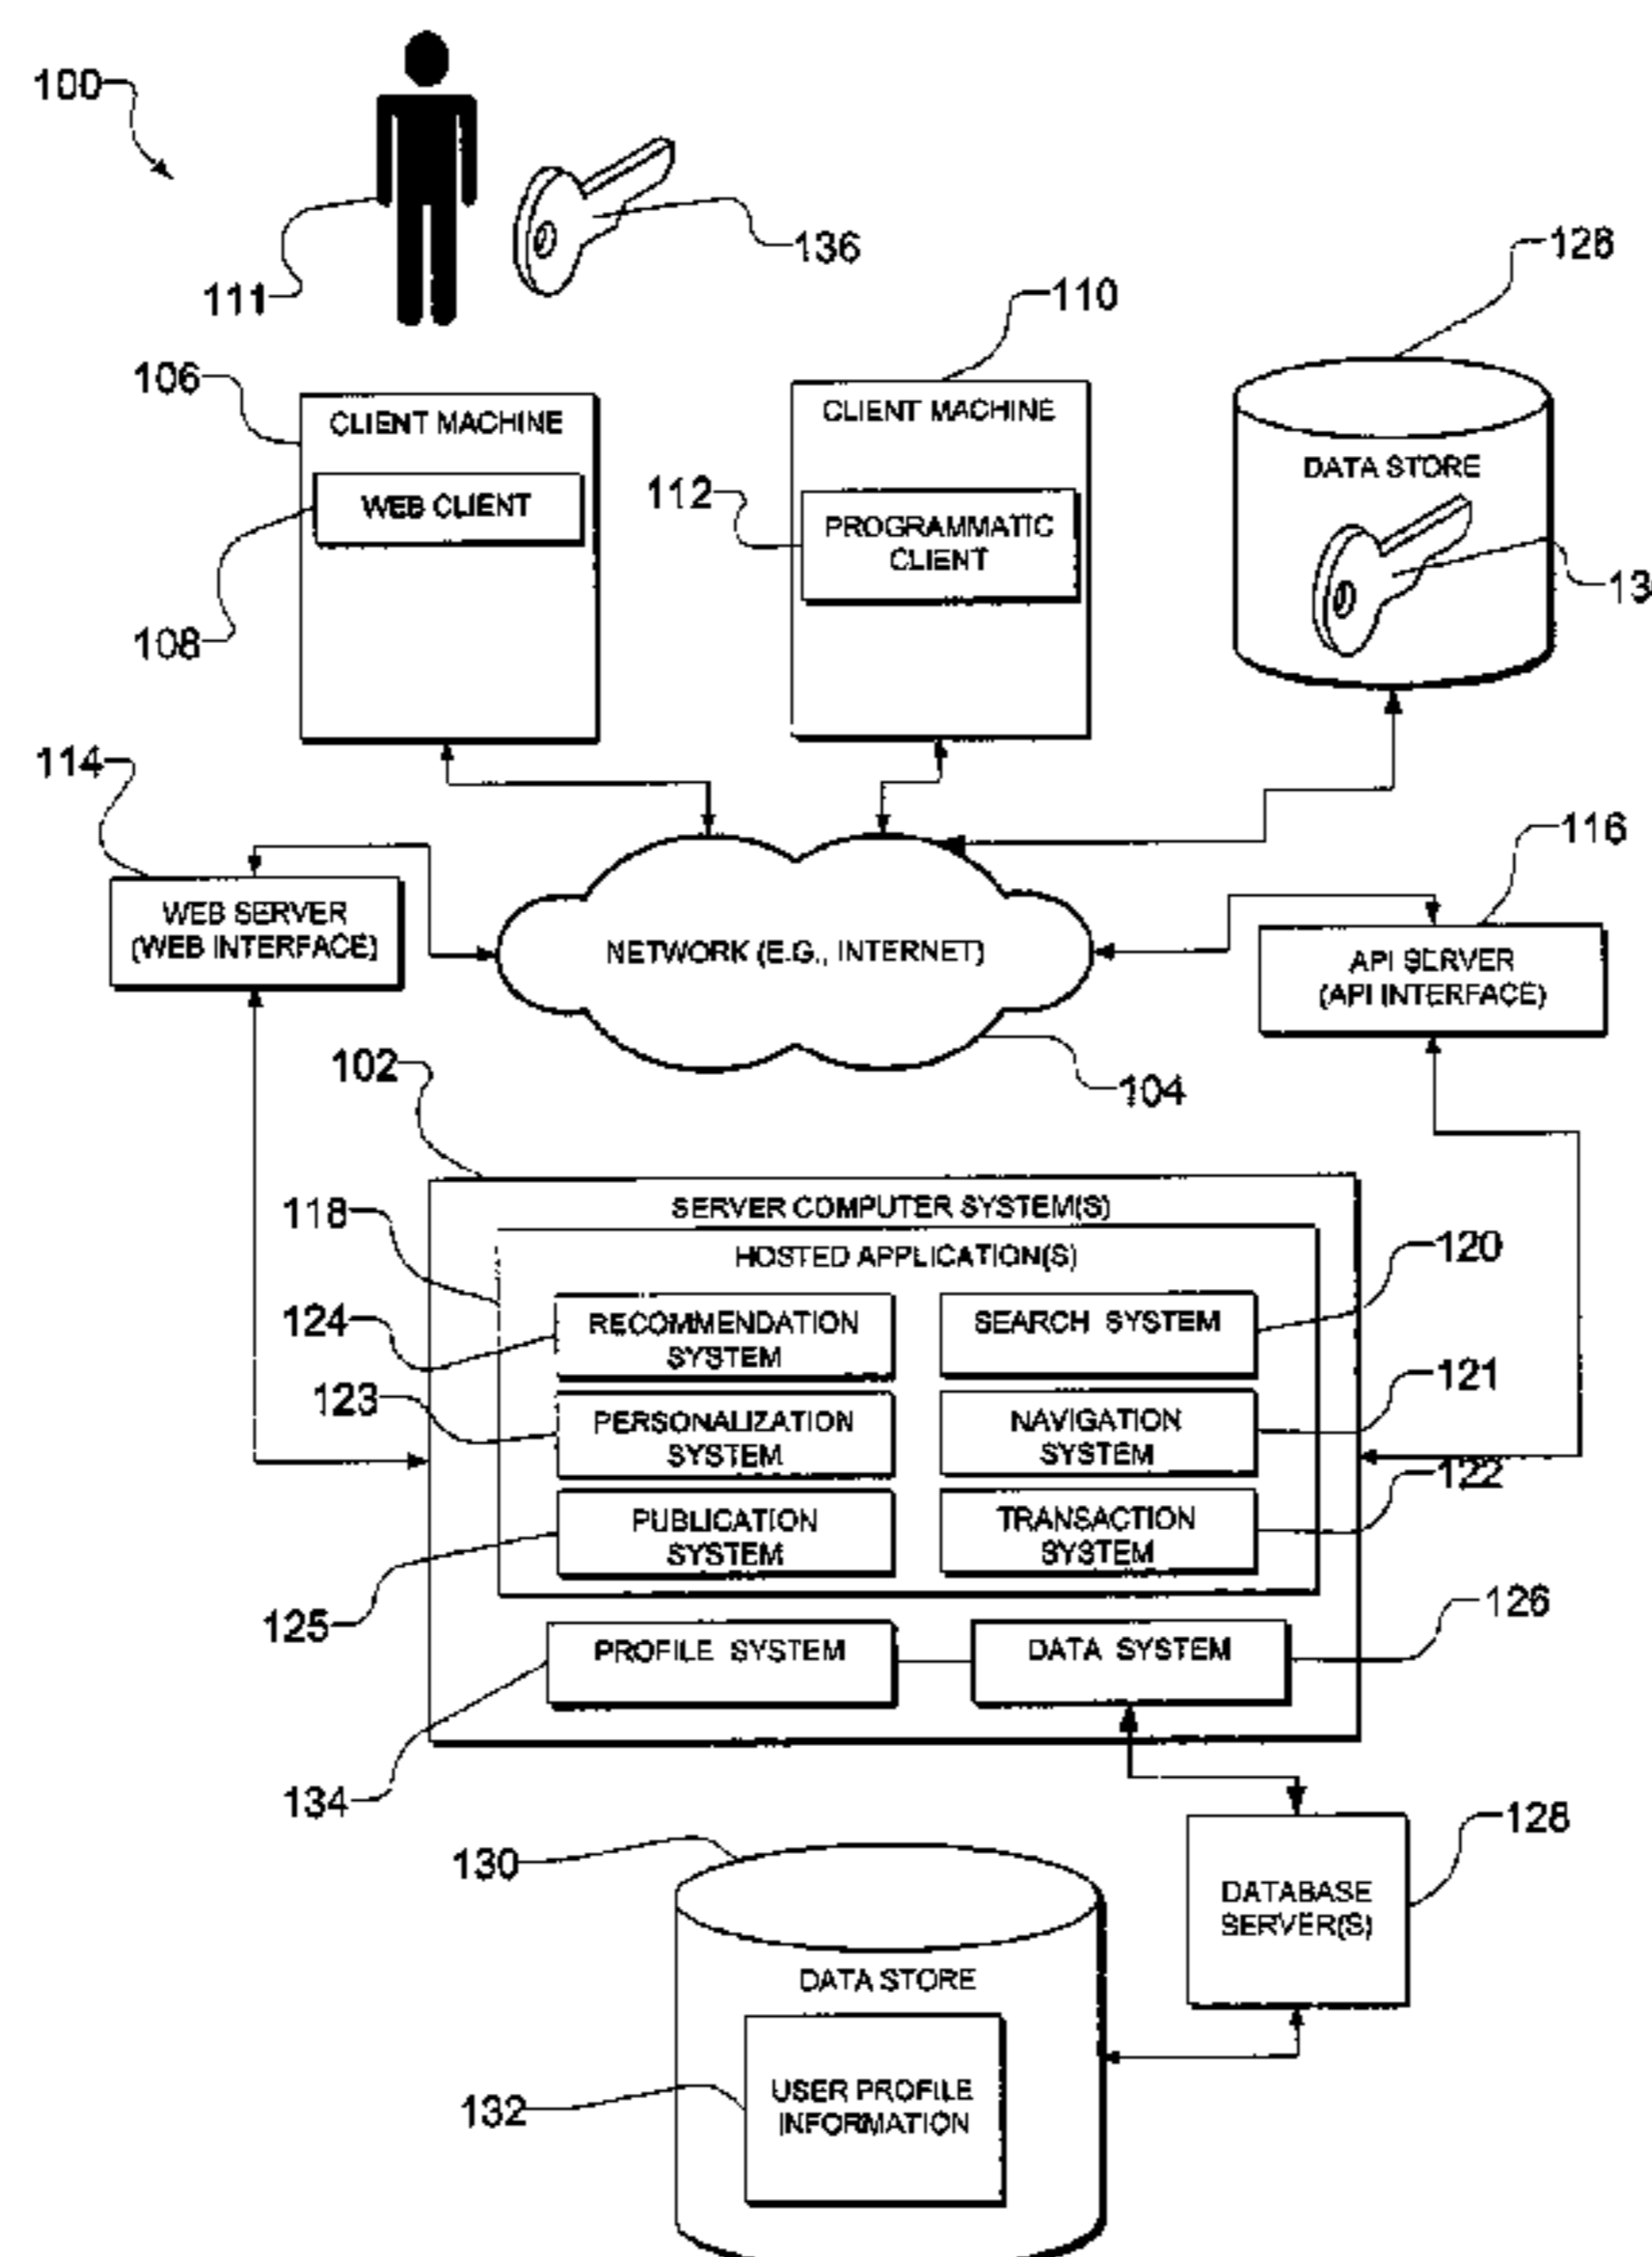 100
136
111
126
110
106
CLIENT MACHINE
WEB CLIENT
108
CLIENT MACHINE
112
PROGRAMMATIC
CLIENT
DATA STORE
13
114
WEB SERVER
(WEB INTERFACE)
NETWORK (E.G., INTERNET)
104
116
API SERVER
(API INTERFACE)
102
SERVER COMPUTER SYSTEM(S)
118
HOSTED APPLICATION(S)
124
RECOMMENDATION
SYSTEM
SEARCH SYSTEM
120
123
PERSONALIZATION
SYSTEM
NAVIGATION
SYSTEM
121
125
PUBLICATION
SYSTEM
TRANSACTION
SYSTEM
122
134
PROFILE SYSTEM
DATA SYSTEM
126
128
DATABASE
SERVER(S)
130
DATA STORE
132
USER PROFILE
INFORMATION